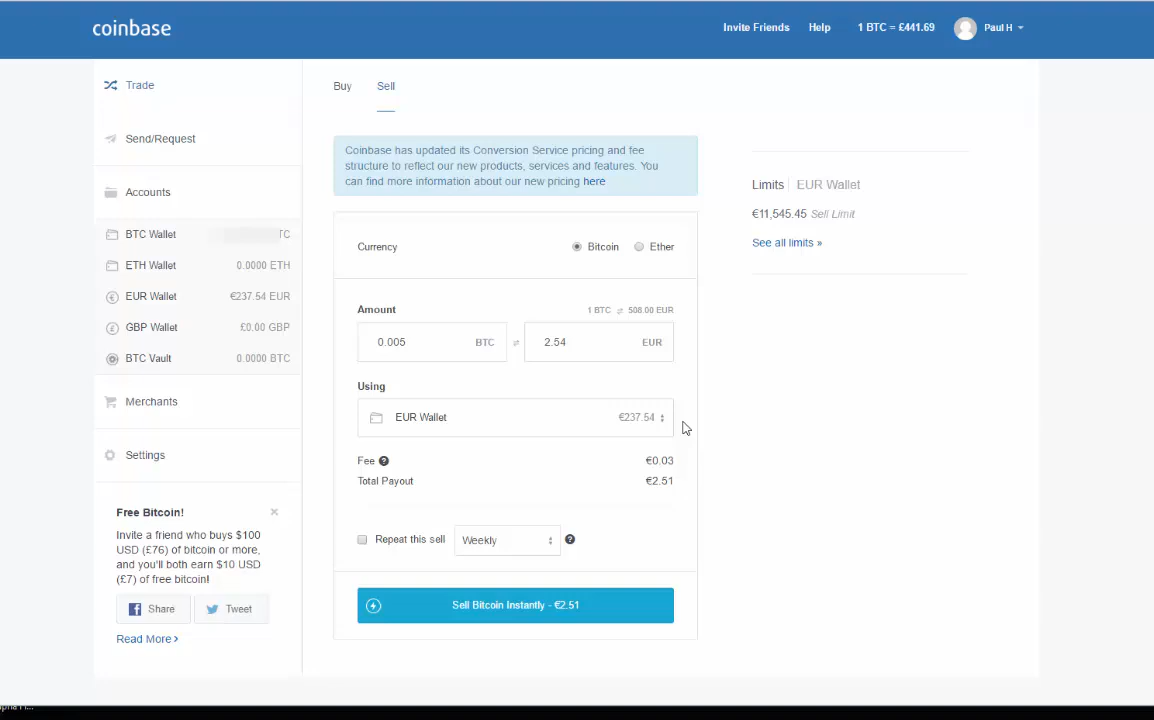 coinbase
Invite Friends Help 1 BTC = £441.69 Paul H
Trade
Send/Request
Accounts
BTC Wallet TC
ETH Wallet 0.0000 ETH
EUR Wallet €237.54 EUR
GBP Wallet £0.00 GBP
BTC Vault 0.0000 BTC
Merchants
Settings
Free Bitcoin!
Invite a friend who buys $100
USD (£76) of bitcoin or more,
and you'll both earn $10 USD
(£7) of free bitcoin!
Share Tweet
Read More ›
Buy Sell
Coinbase has updated its Conversion Service pricing and fee
structure to reflect our new products, services and features. You
can find more information about our new pricing here
Currency Bitcoin Ether
Amount 1 BTC ⇄ 508.00 EUR
0.005 BTC ⇄ 2.54 EUR
Using
EUR Wallet €237.54
Fee €0.03
Total Payout €2.51
Repeat this sell Weekly
Sell Bitcoin Instantly - €2.51
Limits EUR Wallet
€11,545.45 Sell Limit
See all limits »